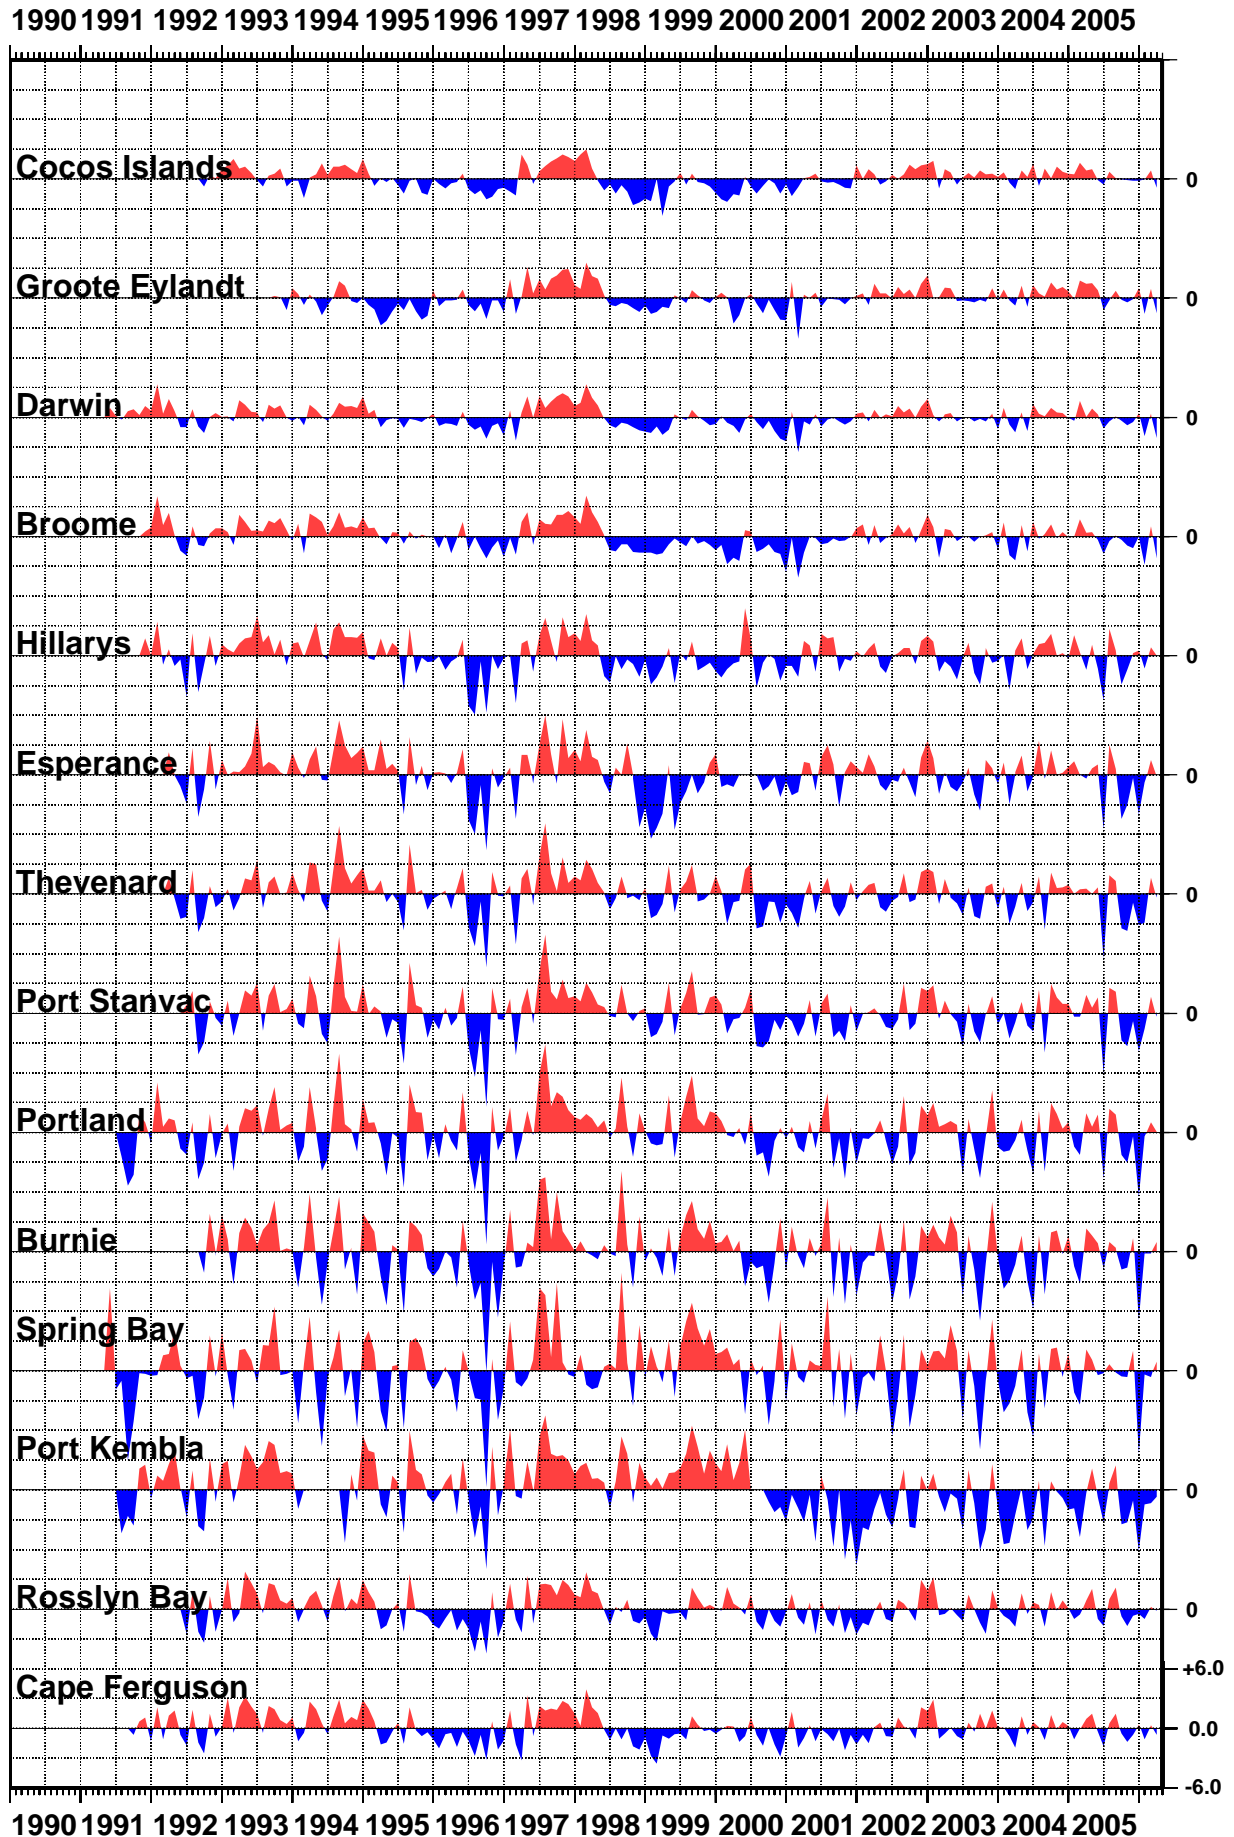 1990 1991 1992 1993 1994 1995 1996 1997 1998 1999 2000 2001 2002 2003 2004 2005
Cocos Islands 0
Groote Eylandt 0
Darwin 0
Broome 0
Hillarys 0
Esperance 0
Thevenard 0
Port Stanvac 0
Portland 0
Burnie 0
Spring Bay 0
Port Kembla 0
Rosslyn Bay 0
+6.0
Cape Ferguson 0.0
-6.0
1990 1991 1992 1993 1994 1995 1996 1997 1998 1999 2000 2001 2002 2003 2004 2005